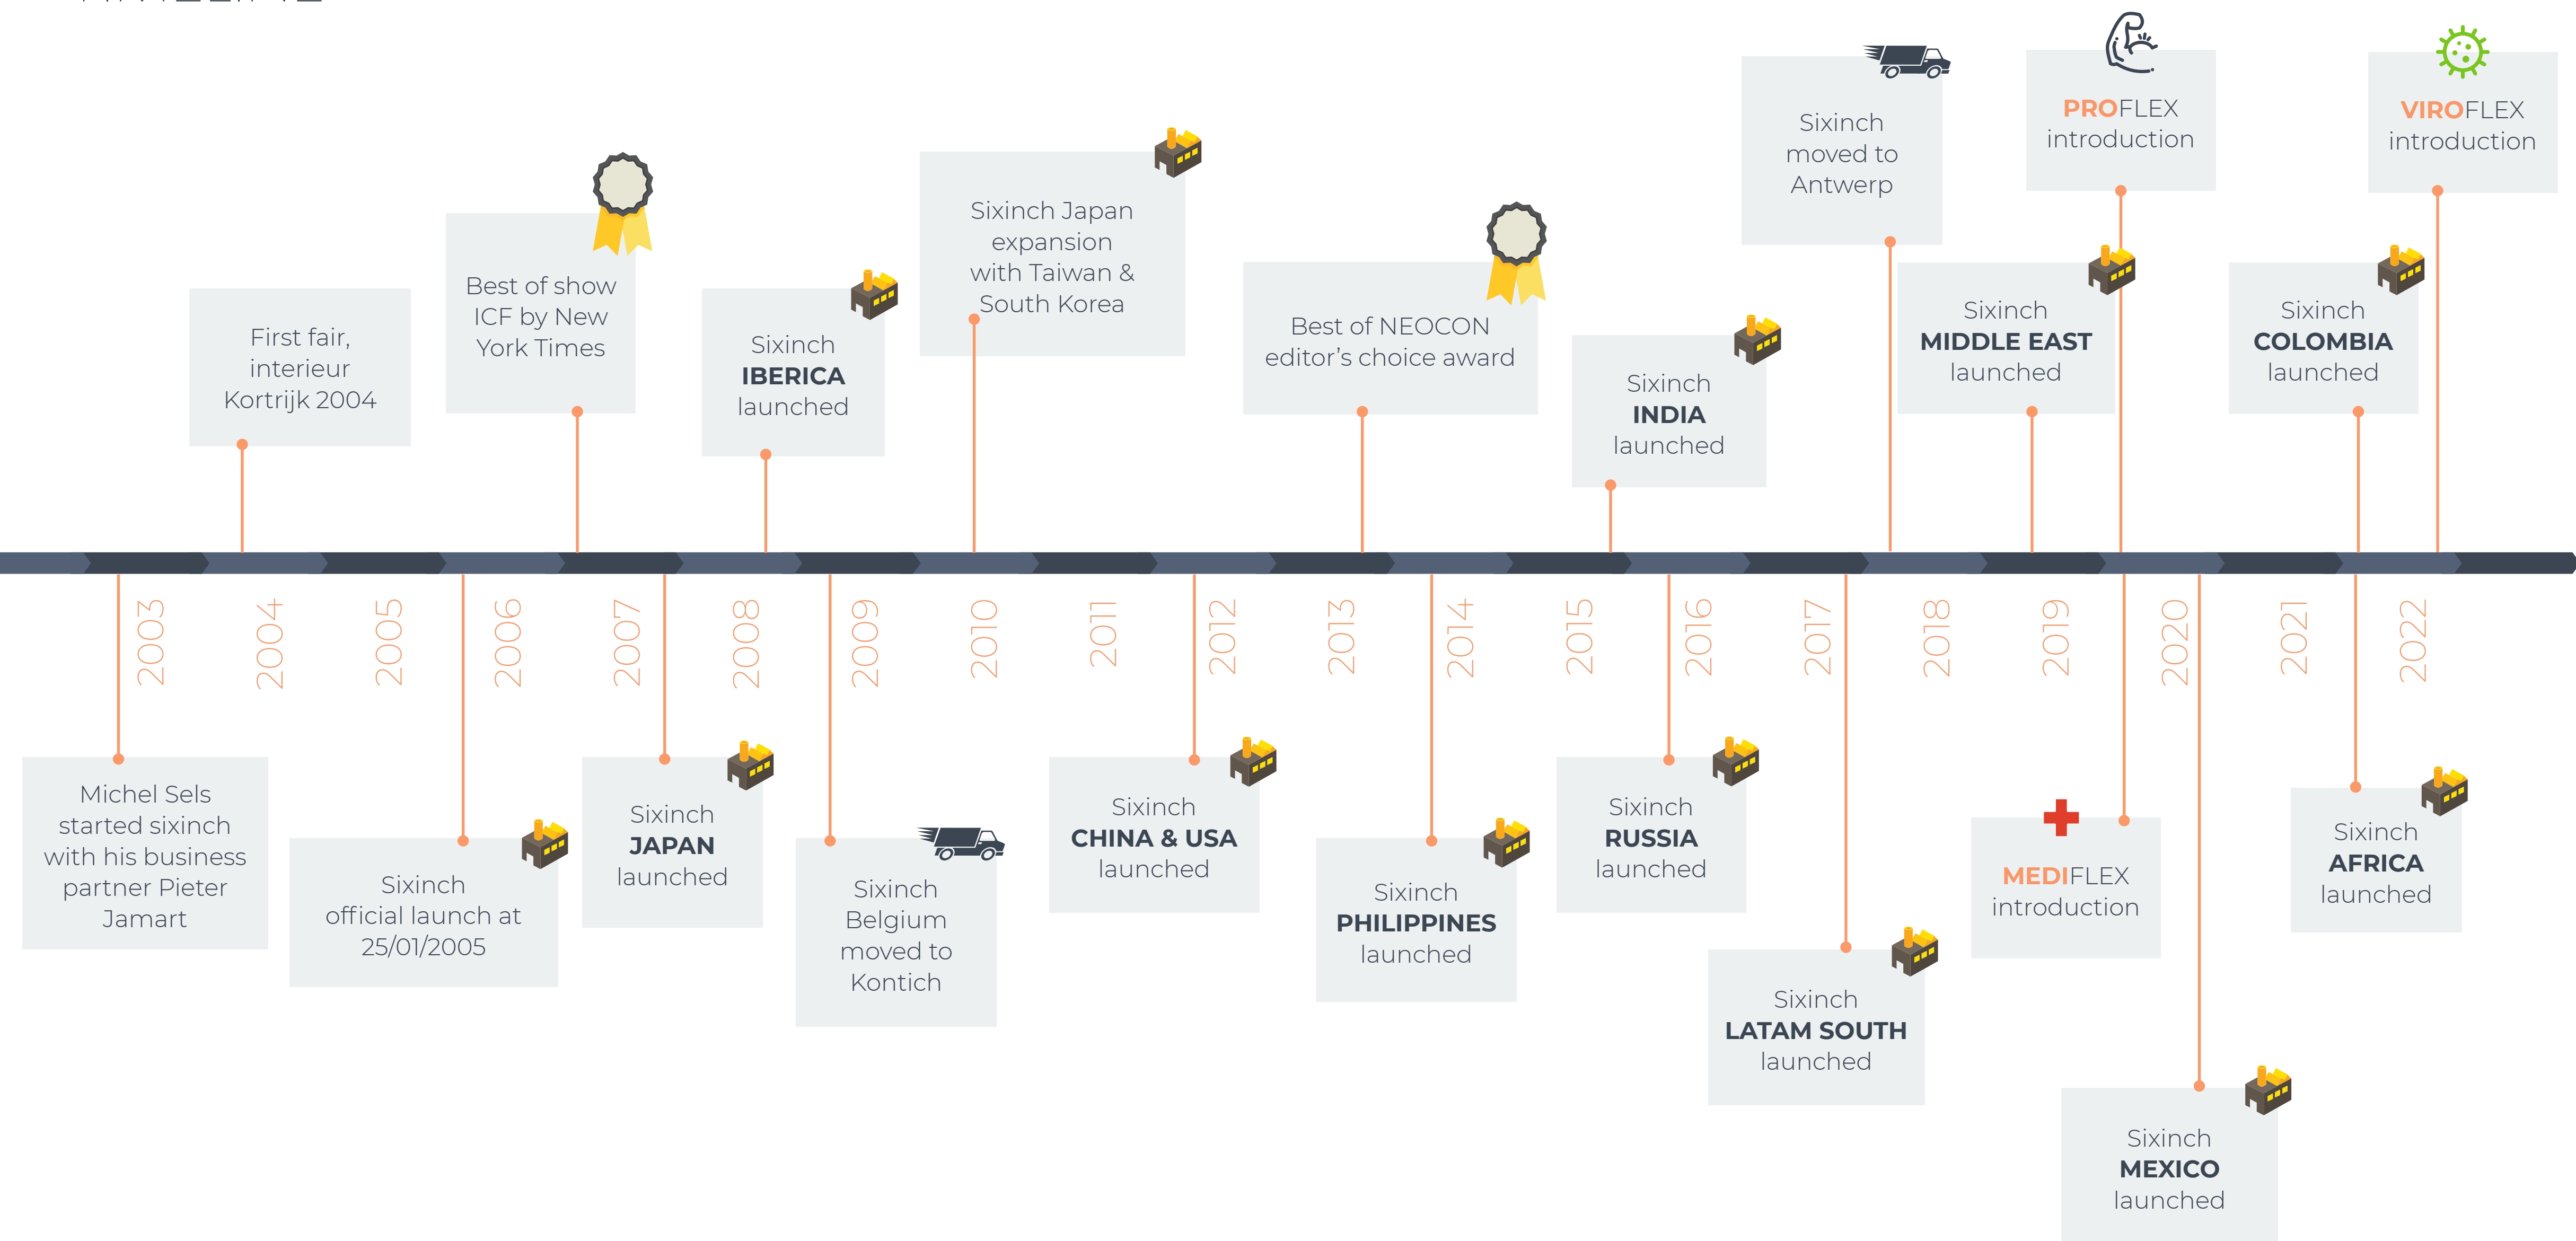 First fair,
interieur
Kortrijk 2004
Best of show
ICF by New
York Times
Sixinch
IBERICA
launched
Sixinch Japan
expansion
with Taiwan &
South Korea
Best of NEOCON
editor’s choice award
Sixinch
INDIA
launched
Sixinch
moved to
Antwerp
Sixinch
MIDDLE EAST
launched
PROFLEX
introduction
Sixinch
COLOMBIA
launched
VIROFLEX
introduction
2003
2004
2005
2006
2007
2008
2009
2010
2011
2012
2013
2014
2015
2016
2017
2018
2019
2020
2021
2022
Michel Sels
started sixinch
with his business
partner Pieter
Jamart
Sixinch
official launch at
25/01/2005
Sixinch
JAPAN
launched
Sixinch
Belgium
moved to
Kontich
Sixinch
CHINA & USA
launched
Sixinch
PHILIPPINES
launched
Sixinch
RUSSIA
launched
Sixinch
LATAM SOUTH
launched
MEDIFLEX
introduction
Sixinch
MEXICO
launched
Sixinch
AFRICA
launched